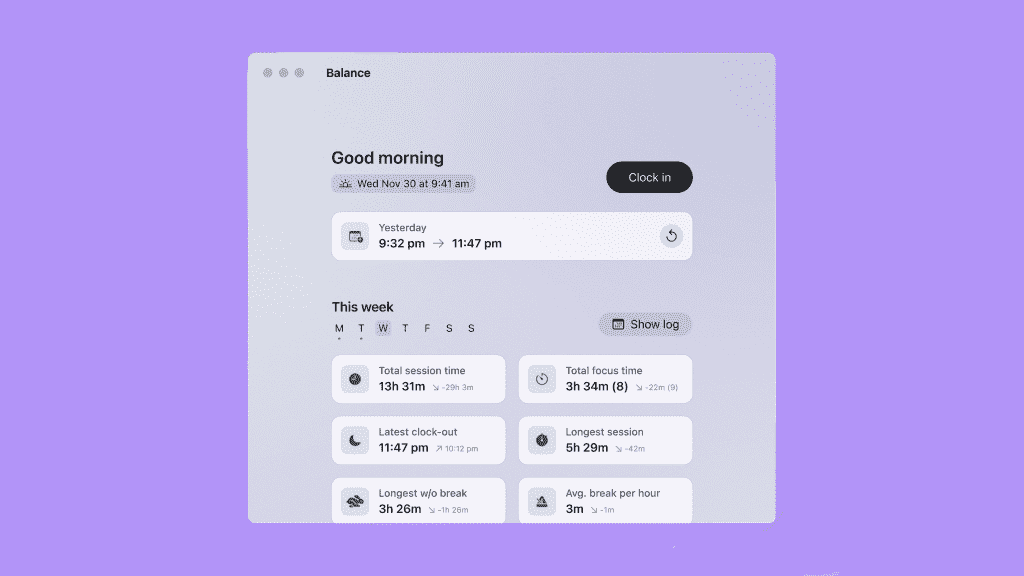 Balance
Good morning
Wed Nov 30 at 9:41 am
Clock in
Yesterday
9:32 pm → 11:47 pm
This week
M T W T F S S
Show log
Total session time
13h 31m ↘ -29h 3m
Total focus time
3h 34m (8) ↘ -22m (9)
Latest clock-out
11:47 pm ↗ 10:12 pm
Longest session
5h 29m ↘ -42m
Longest w/o break
3h 26m ↘ -1h 26m
Avg. break per hour
3m ↘ -1m